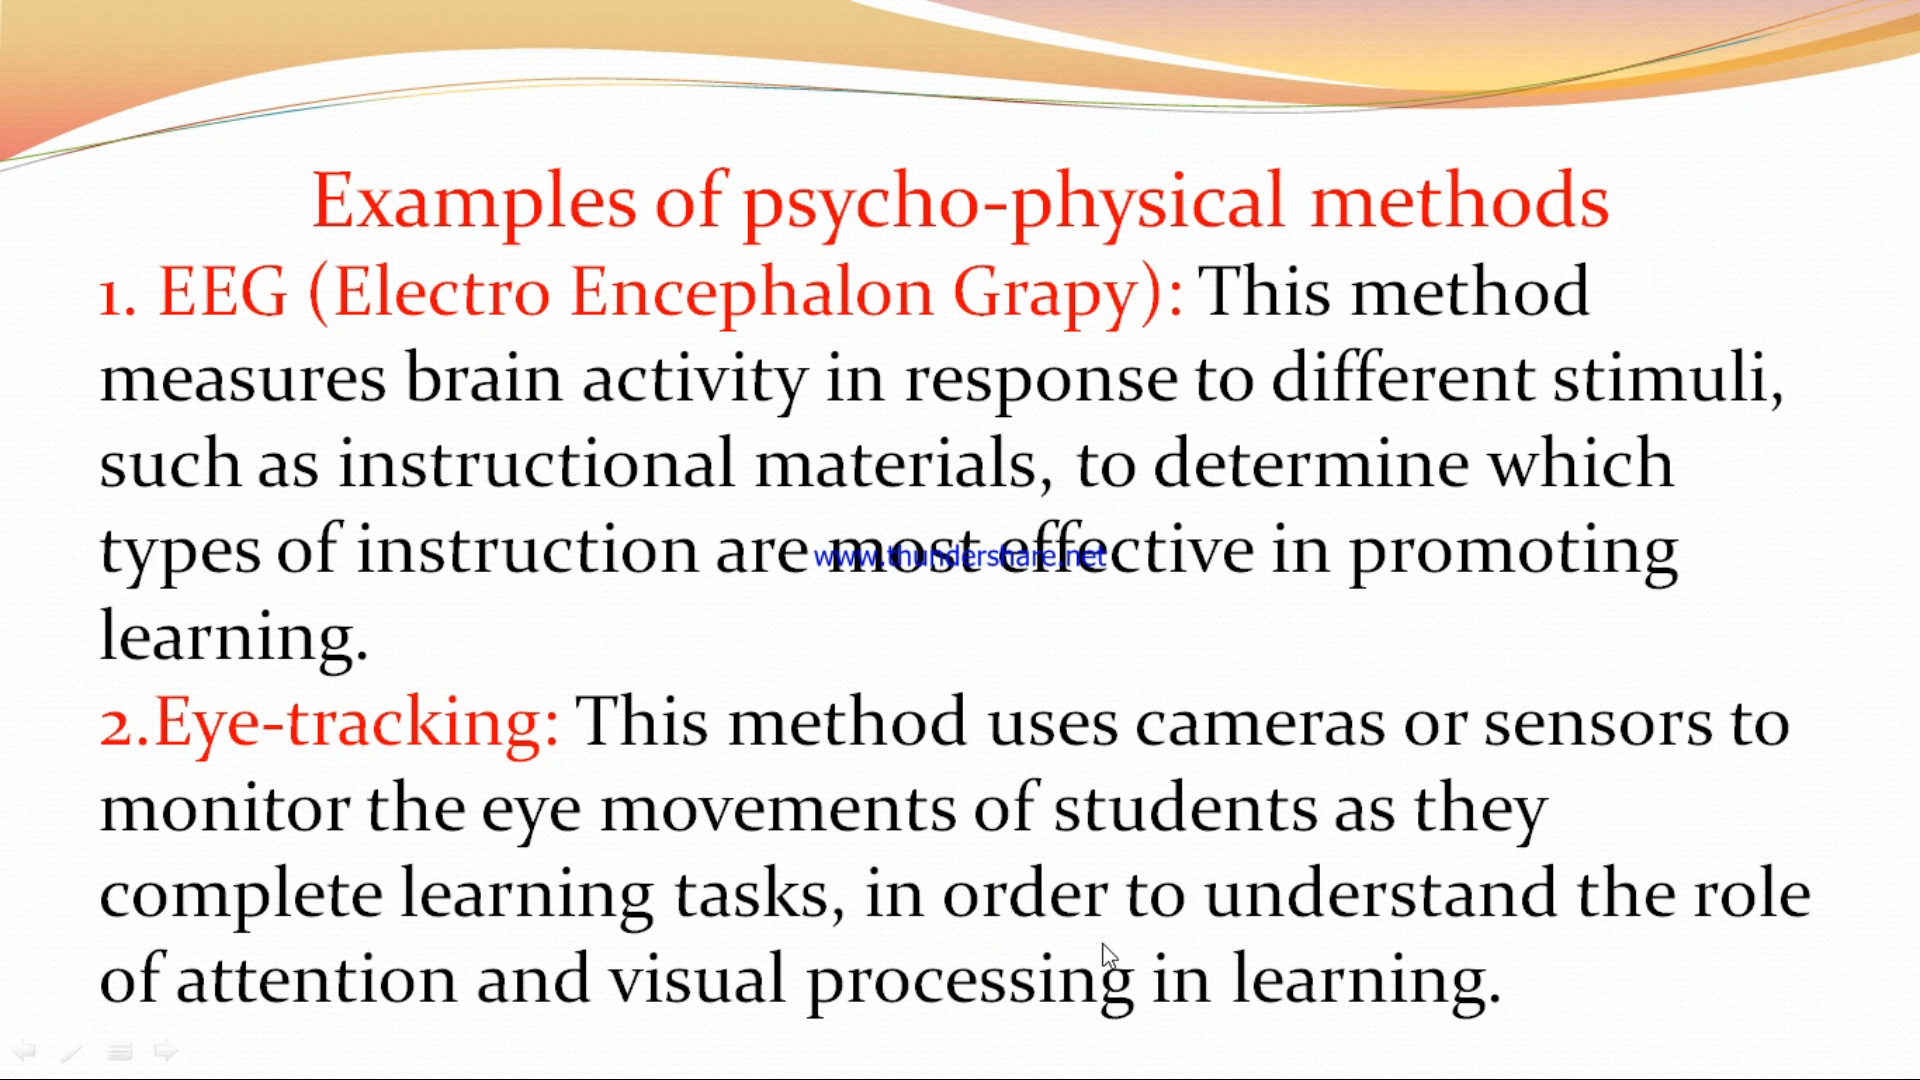 Examples of psycho-physical methods
1. EEG (Electro Encephalon Grapy): This method
measures brain activity in response to different stimuli,
such as instructional materials, to determine which
types of instruction are most effective in promoting
www.thundershare.net
learning.
2.Eye-tracking: This method uses cameras or sensors to
monitor the eye movements of students as they
complete learning tasks, in order to understand the role
of attention and visual processing in learning.